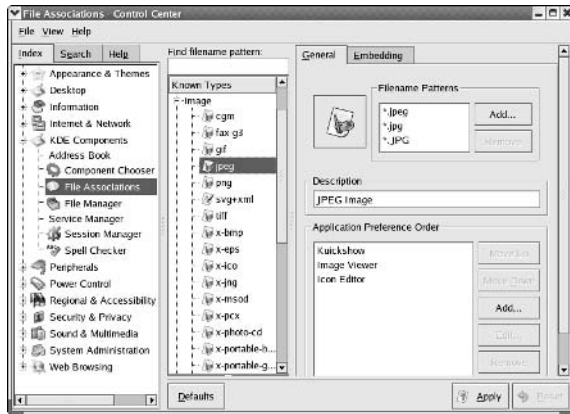 File Associations - Control Center
File View Help
Index Search Help
Appearance & Themes
Desktop
Information
Internet & Network
KDE Components
Address Book
Component Chooser
File Associations
File Manager
Service Manager
Session Manager
Spell Checker
Peripherals
Power Control
Regional & Accessibility
Security & Privacy
Sound & Multimedia
System Administration
Web Browsing
Find filename pattern:
Known Types
image
cgm
fax-g3
gif
jpeg
png
svg+xml
tiff
x-bmp
x-eps
x-ico
x-jng
x-msod
x-pcx
x-photo-cd
x-portable-b...
x-portable-g...
General Embedding
Filename Patterns
*.jpeg
*.jpg
*.JPG
Add...
Remove
Description
JPEG Image
Application Preference Order
Kuickshow
Image Viewer
Icon Editor
Move Up
Move Down
Add...
Edit...
Remove
Defaults
Apply
Reset